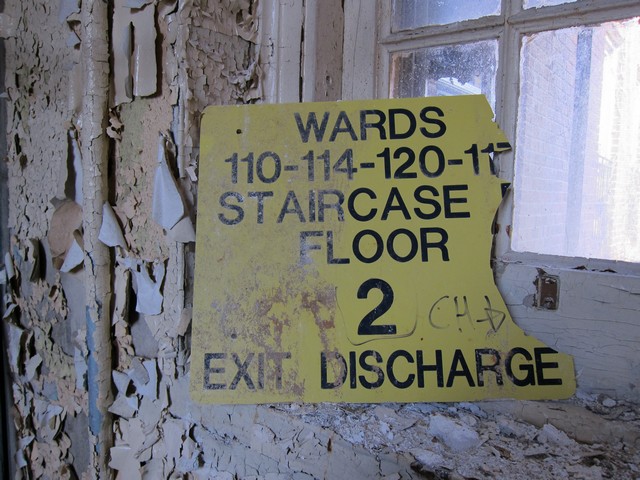 WARDS
110-114-120-11
STAIRCASE
FLOOR
2
EXIT DISCHARGE